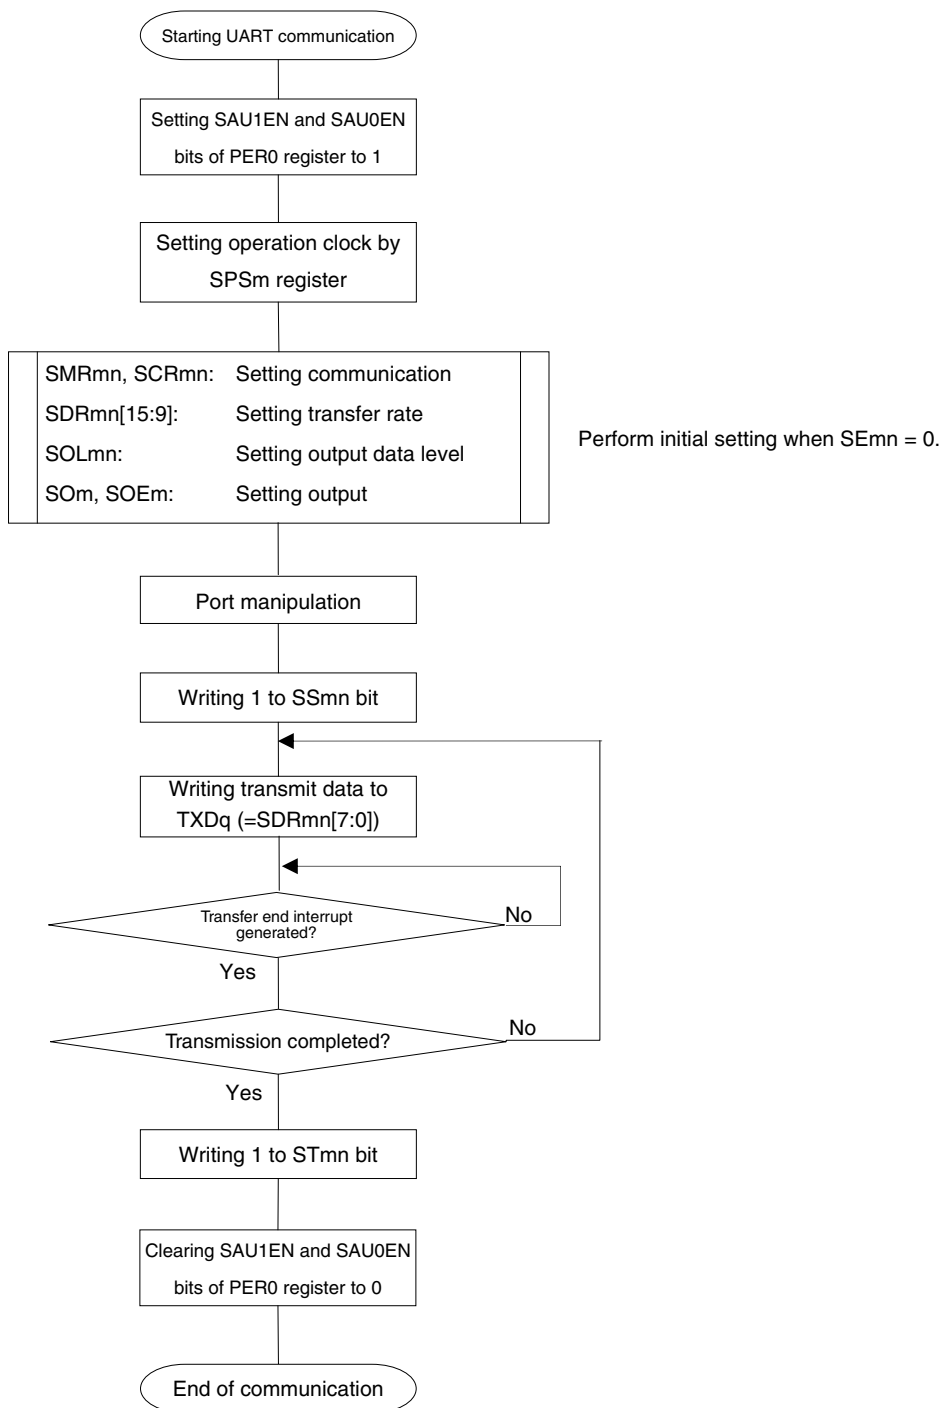 Starting UART communication
Setting SAU1EN and SAU0EN
bits of PER0 register to 1
Setting operation clock by
SPSm register
SMRmn, SCRmn: Setting communication
SDRmn[15:9]: Setting transfer rate
SOLmn: Setting output data level
SOm, SOEm: Setting output
Perform initial setting when SEmn = 0.
Port manipulation
Writing 1 to SSmn bit
Writing transmit data to
TXDq (=SDRmn[7:0])
Transfer end interrupt
generated?
No
Yes
Transmission completed?
No
Yes
Writing 1 to STmn bit
Clearing SAU1EN and SAU0EN
bits of PER0 register to 0
End of communication